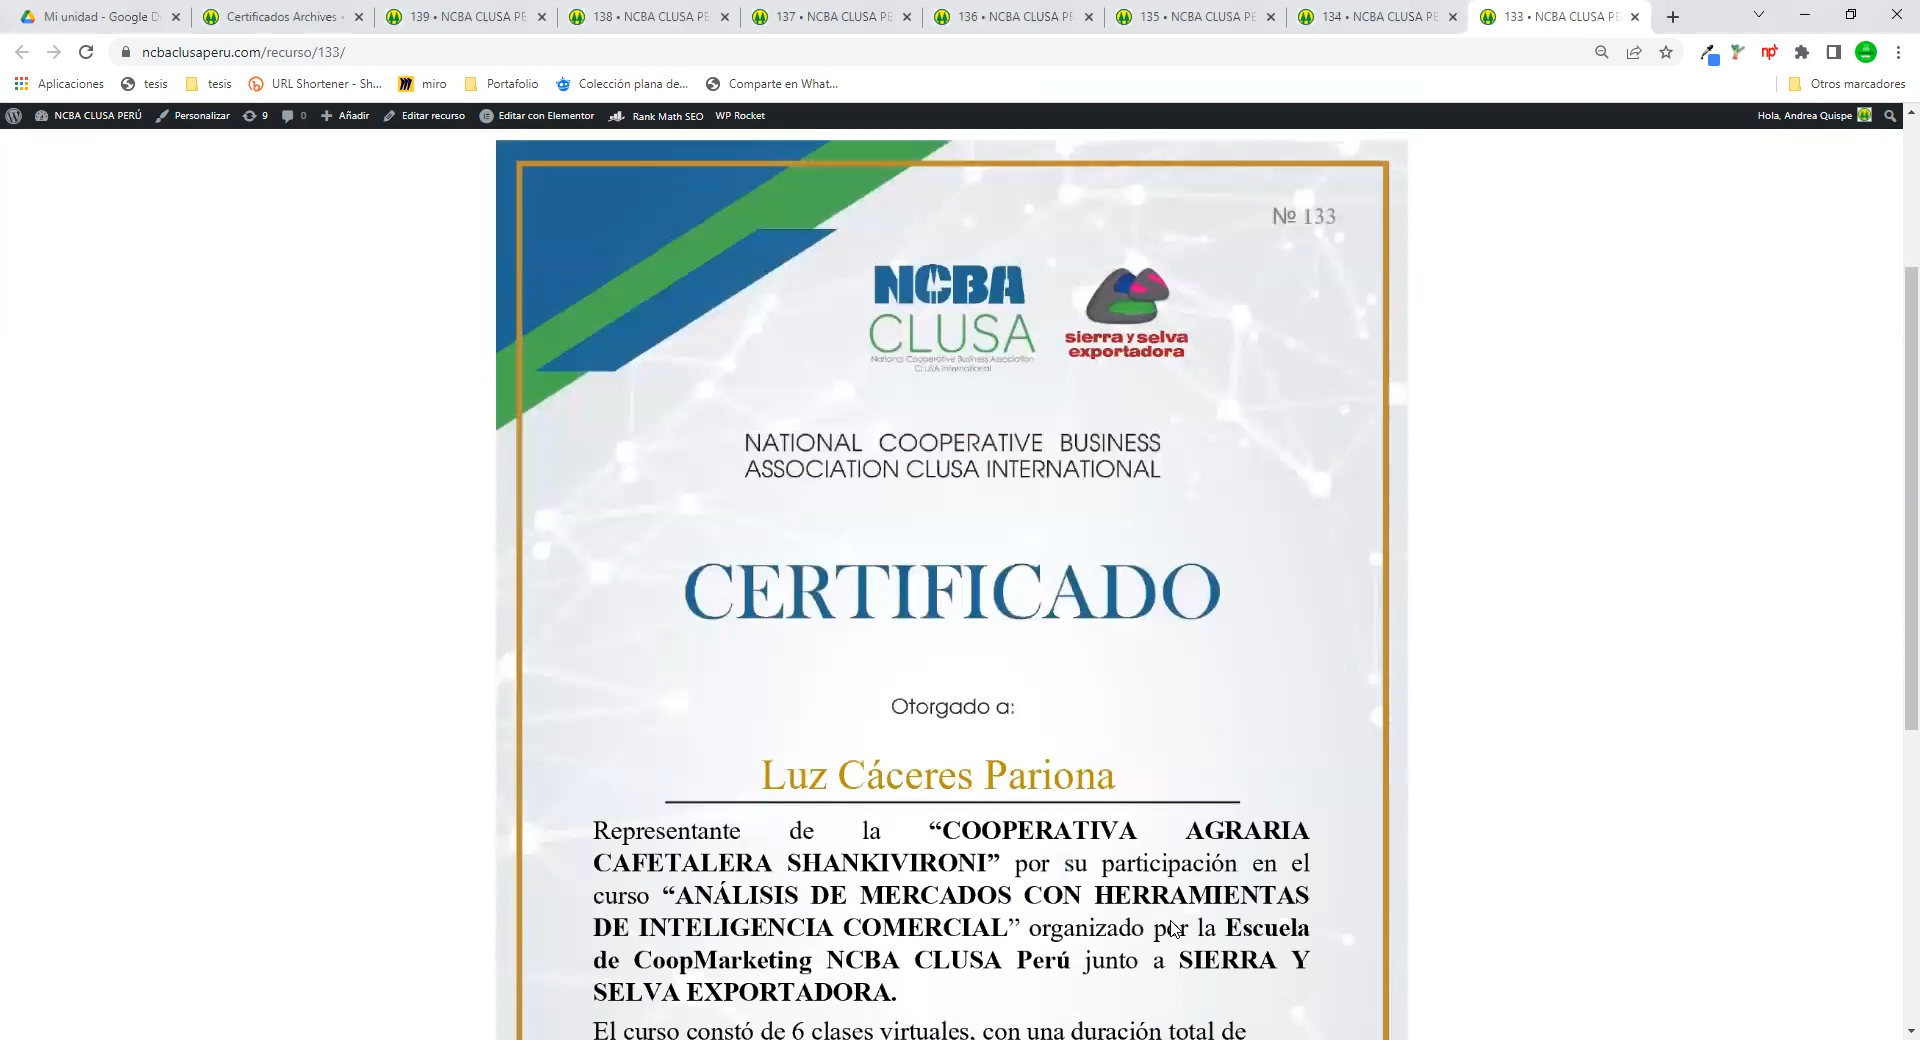 Mi unidad - Google D
Certificados Archives
139 • NCBA CLUSA PE
138 • NCBA CLUSA PE
137 • NCBA CLUSA PE
136 • NCBA CLUSA PE
135 • NCBA CLUSA PE
134 • NCBA CLUSA PE
133 • NCBA CLUSA PE
ncbaclusaperu.com/recurso/133/
Aplicaciones
tesis
tesis
URL Shortener - Sh...
miro
Portafolio
Colección plana de...
Comparte en What...
Otros marcadores
NCBA CLUSA PERÚ
Personalizar
9
0
Añadir
Editar recurso
Editar con Elementor
Rank Math SEO
WP Rocket
Hola, Andrea Quispe
№ 133
NCBA
CLUSA
National Cooperative Business Association
CLUSA International
sierra y selva
exportadora
NATIONAL COOPERATIVE BUSINESS
ASSOCIATION CLUSA INTERNATIONAL
CERTIFICADO
Otorgado a:
Luz Cáceres Pariona
Representante de la “COOPERATIVA AGRARIA
CAFETALERA SHANKIVIRONI” por su participación en el
curso “ANÁLISIS DE MERCADOS CON HERRAMIENTAS
DE INTELIGENCIA COMERCIAL” organizado por la Escuela
de CoopMarketing NCBA CLUSA Perú junto a SIERRA Y
SELVA EXPORTADORA.
El curso constó de 6 clases virtuales, con una duración total de